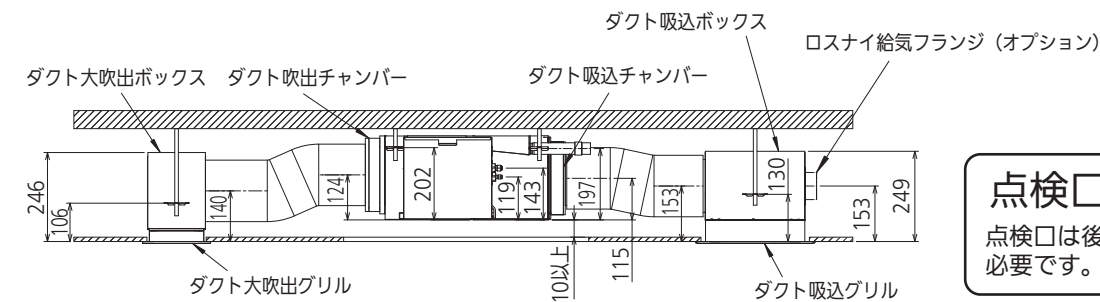 ダクト吸込ボックス
ロスナイ給気フランジ（オプション）
ダクト大吹出ボックス
ダクト吹出チャンバー
ダクト吸込チャンバー
246
106
140
124
202
119
143
197
153
130
153
249
10以上
115
ダクト大吹出グリル
ダクト吸込グリル
点検口
点検口は後
必要です。